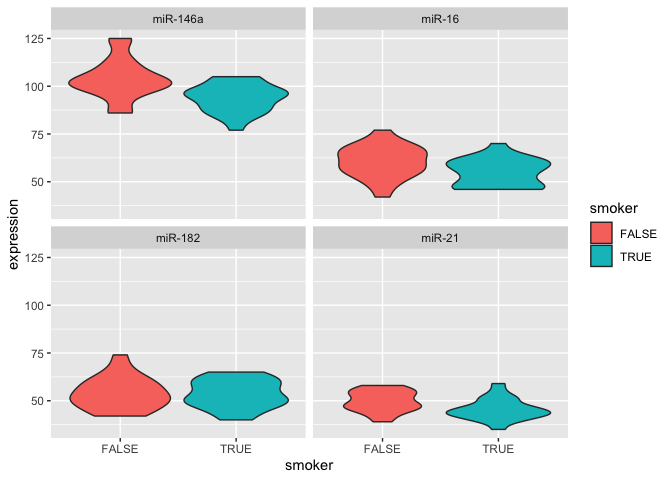 miR-146a miR-16
125
100
75
50
expression
miR-182 miR-21
125
100
75
50
FALSE TRUE FALSE TRUE
smoker
smoker
FALSE
TRUE